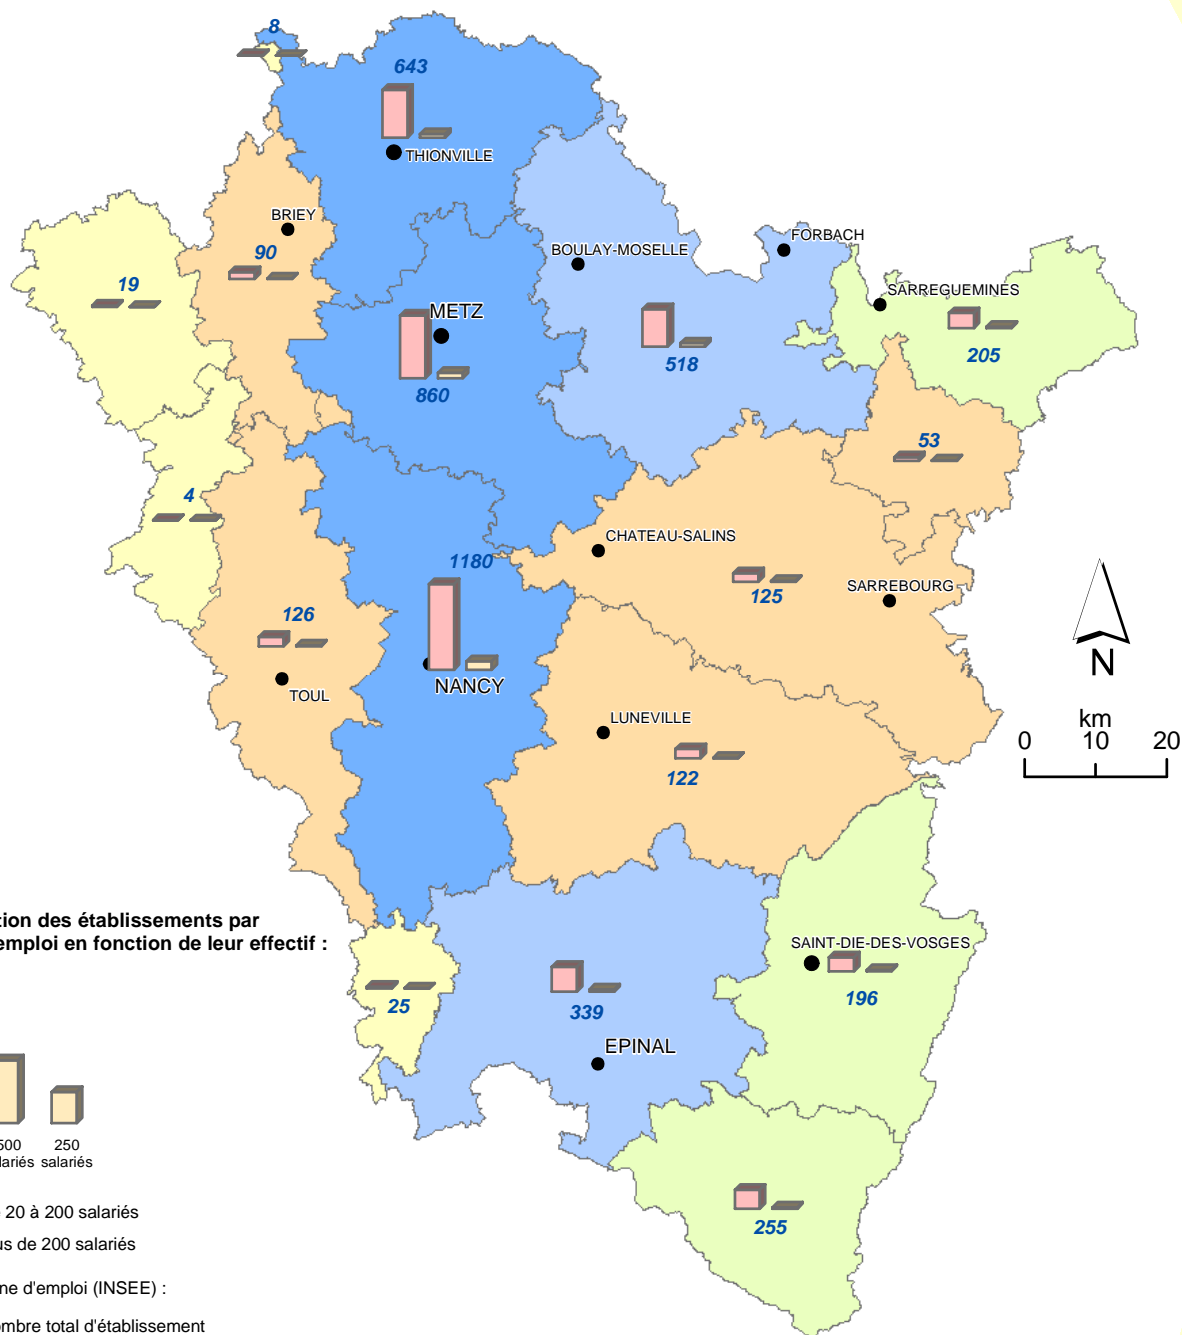 8
643
THIONVILLE
BRIEY
90
BOULAY-MOSELLE
FORBACH
19
SARREGUEMINES
METZ
205
518
860
53
4
CHATEAU-SALINS
1180
125
SARREBOURG
126
N
NANCY
TOUL
LUNEVILLE
km
0 10 20
122
tion des établissements par
emploi en fonction de leur effectif :
SAINT-DIE-DES-VOSGES
25
339
196
EPINAL
500 250
lariés salariés
20 à 200 salariés
us de 200 salariés
255
ne d'emploi (INSEE) :
ombre total d'établissement